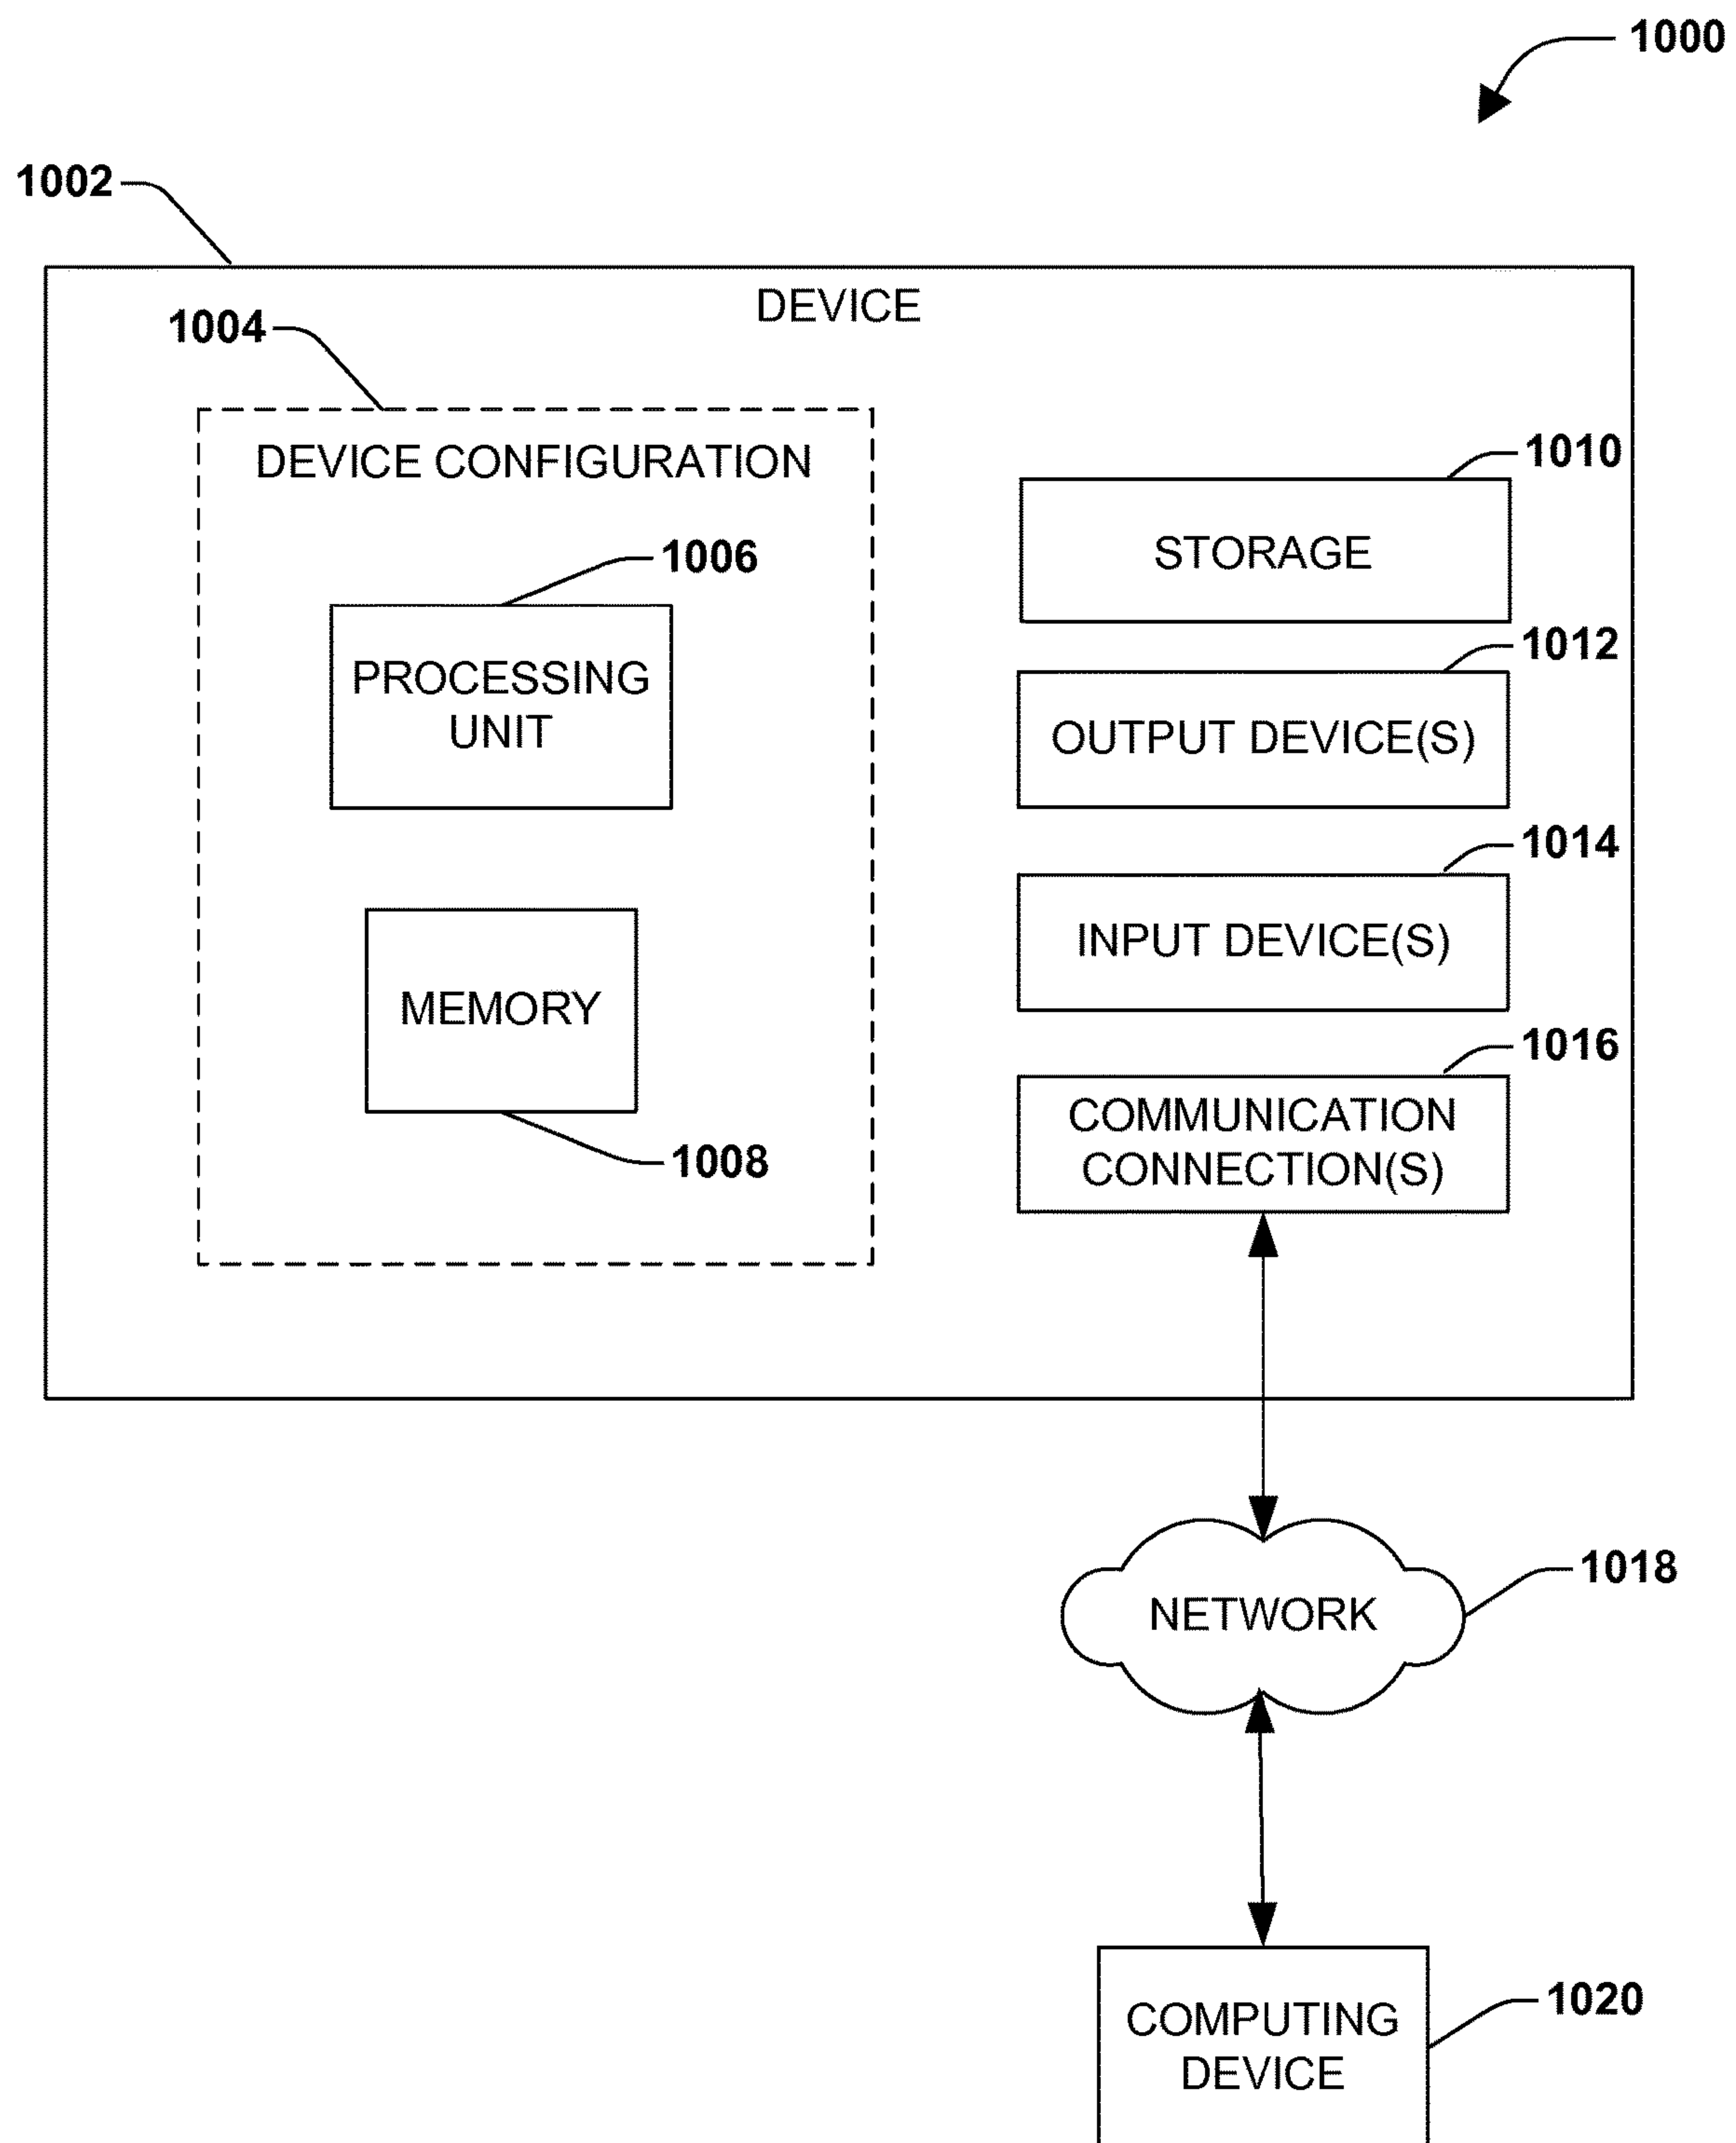 1000
1002
DEVICE
1004
DEVICE CONFIGURATION
1010
STORAGE
1006
PROCESSING
UNIT
1012
OUTPUT DEVICE(S)
1014
INPUT DEVICE(S)
MEMORY
1008
1016
COMMUNICATION
CONNECTION(S)
1018
NETWORK
1020
COMPUTING
DEVICE